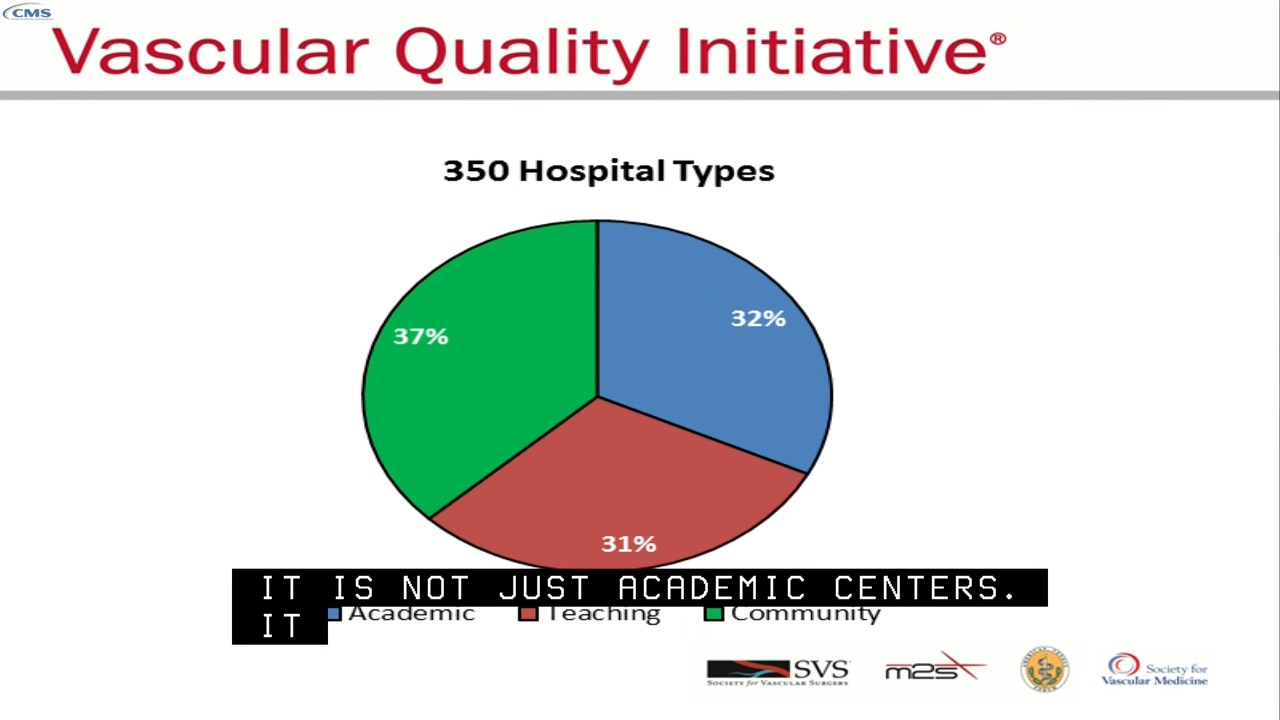 CMS
Vascular Quality Initiative®
350 Hospital Types
32%
37%
31%
IT IS NOT JUST ACADEMIC CENTERS.
IT
Academic Teaching Community
SVS
SOCIETY for VASCULAR SURGERY
m2s
Society for
Vascular Medicine